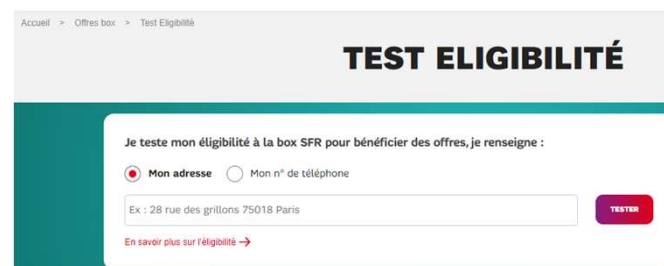 Accueil > Offres box > Test Eligibilité
TEST ELIGIBILITÉ
Je teste mon éligibilité à la box SFR pour bénéficier des offres, je renseigne :
Mon adresse Mon n° de téléphone
Ex : 28 rue des grillons 75018 Paris
TESTER
En savoir plus sur l'éligibilité →